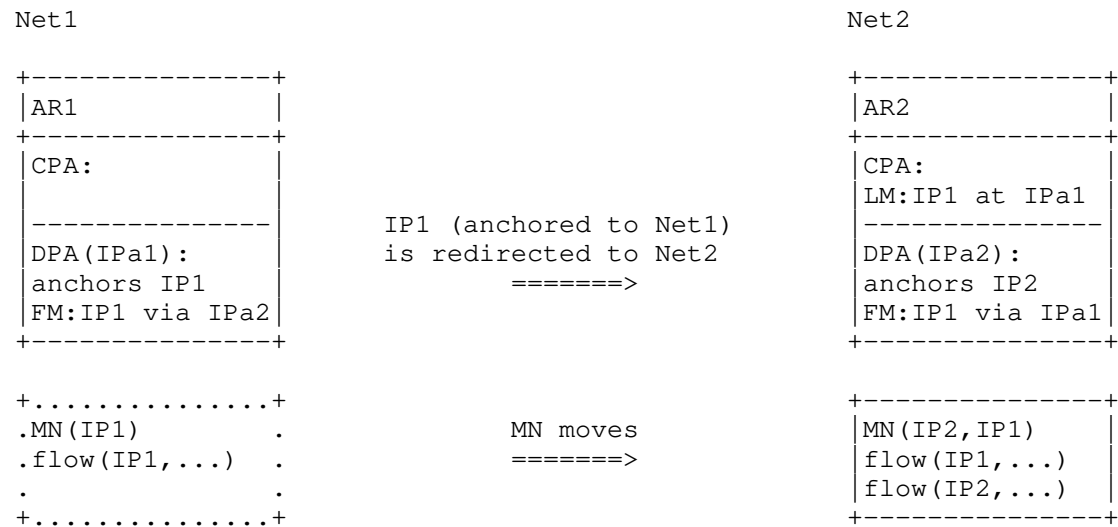 Net1                                                  Net2
+---------------+                                   +---------------+
|AR1            |                                   |AR2            |
+---------------+                                   +---------------+
|CPA:           |                                   |CPA:           |
|               |                                   |LM:IP1 at IPa1 |
|---------------|      IP1 (anchored to Net1)       |---------------|
|DPA(IPa1):     |      is redirected to Net2        |DPA(IPa2):     |
|anchors IP1    |              =======>             |anchors IP2    |
|FM:IP1 via IPa2|                                   |FM:IP1 via IPa1|
+---------------+                                   +---------------+
+...............+                                   +---------------+
.MN(IP1)        .              MN moves             |MN(IP2,IP1)    |
.flow(IP1,...)  .              =======>             |flow(IP1,...)  |
.               .                                   |flow(IP2,...)  |
+...............+                                   +---------------+